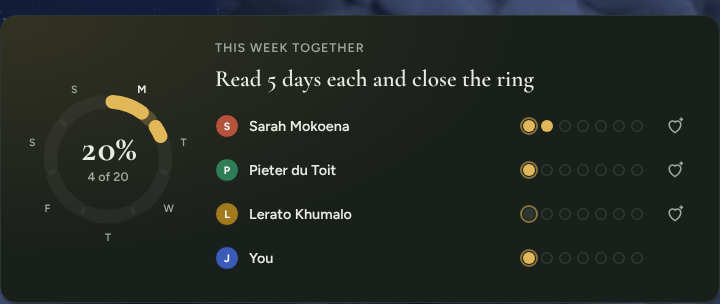 THIS WEEK TOGETHER
Read 5 days each and close the ring
S
M
T
W
T
F
S
20%
4 of 20
S Sarah Mokoena
P Pieter du Toit
L Lerato Khumalo
J You